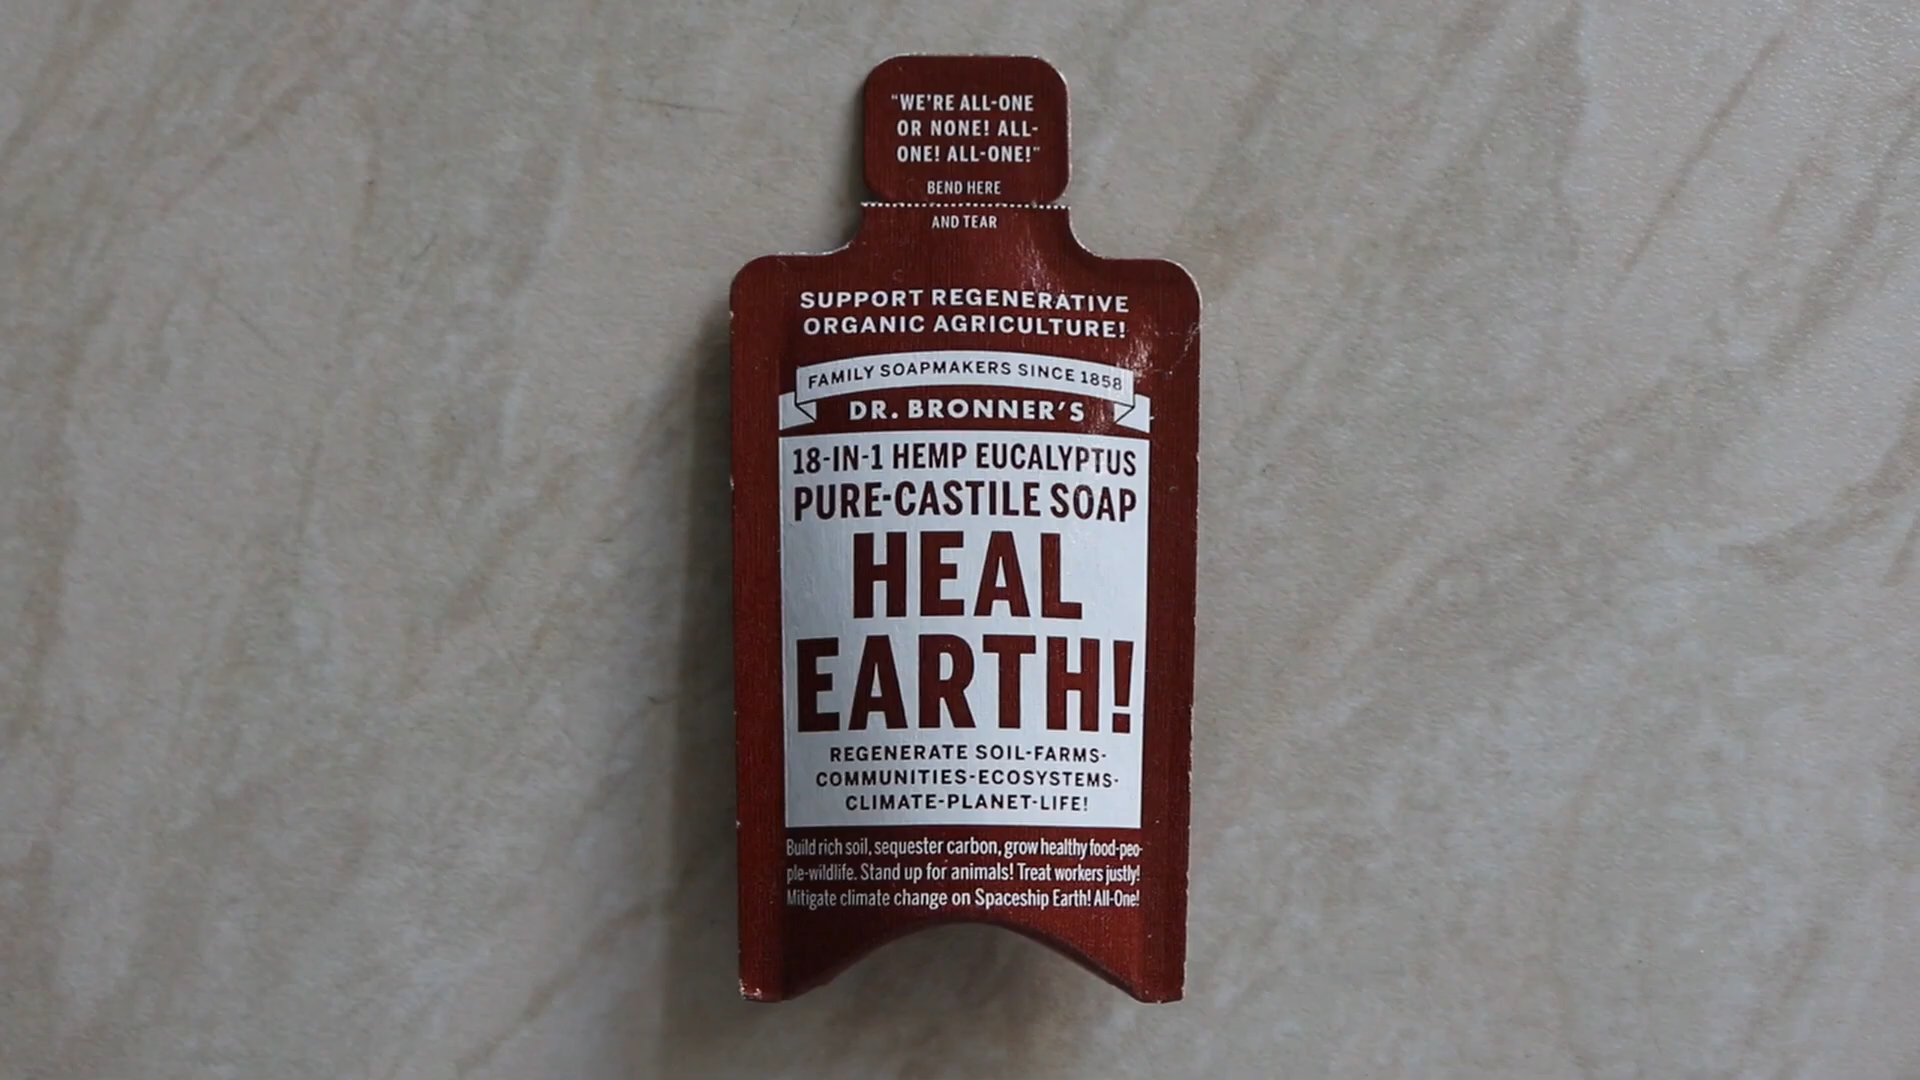 "WE'RE ALL-ONE
OR NONE! ALL-
ONE! ALL-ONE!"
BEND HERE
AND TEAR
SUPPORT REGENERATIVE
ORGANIC AGRICULTURE!
FAMILY SOAPMAKERS SINCE 1858
DR. BRONNER'S
18-IN-1 HEMP EUCALYPTUS
PURE-CASTILE SOAP
HEAL
EARTH!
REGENERATE SOIL-FARMS-
COMMUNITIES-ECOSYSTEMS-
CLIMATE-PLANET-LIFE!
Build rich soil, sequester carbon, grow healthy food-peo-
ple-wildlife. Stand up for animals! Treat workers justly!
Mitigate climate change on Spaceship Earth! All-One!